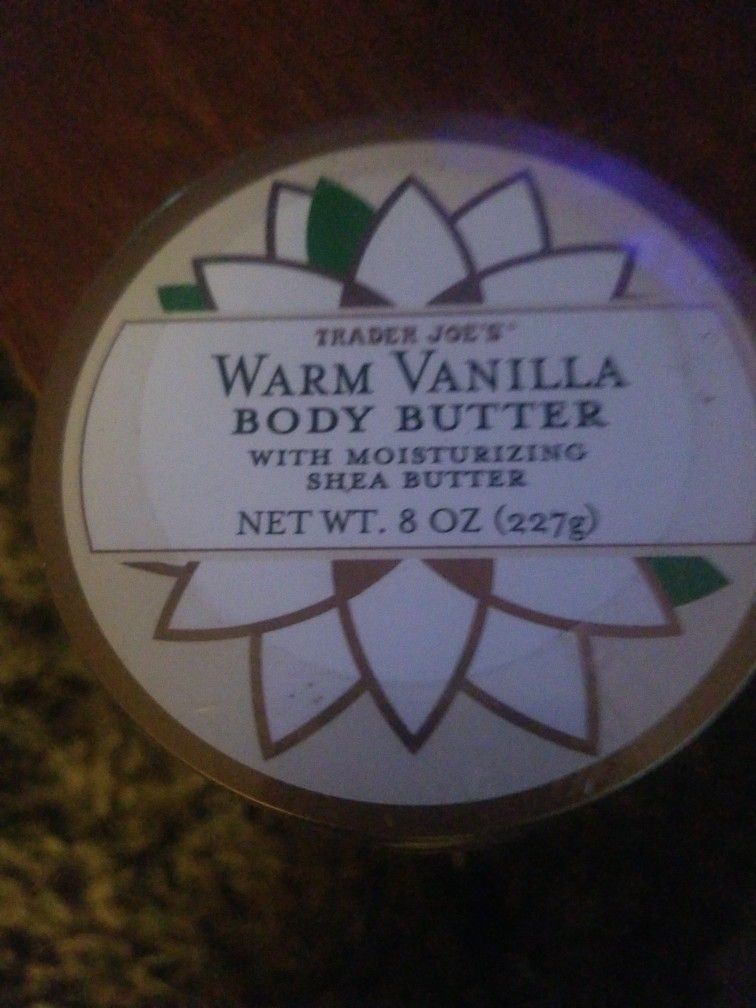 TRADER JOE'S®
WARM VANILLA
BODY BUTTER
WITH MOISTURIZING
SHEA BUTTER
NET WT. 8 OZ (227g)